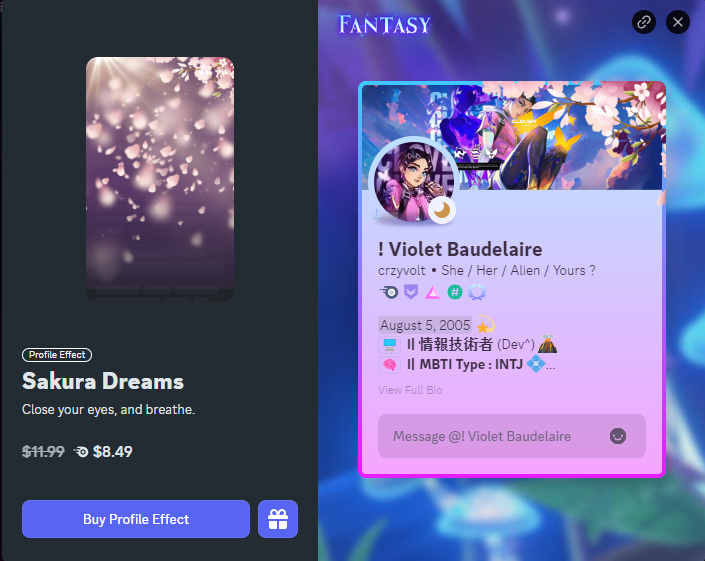 FANTASY
Profile Effect
Sakura Dreams
Close your eyes, and breathe.
$11.99 $8.49
Buy Profile Effect
! Violet Baudelaire
crzyvolt • She / Her / Alien / Yours ?
August 5, 2005
〢 情報技術者 (Dev^)
〢 MBTI Type : INTJ ...
View Full Bio
Message @! Violet Baudelaire